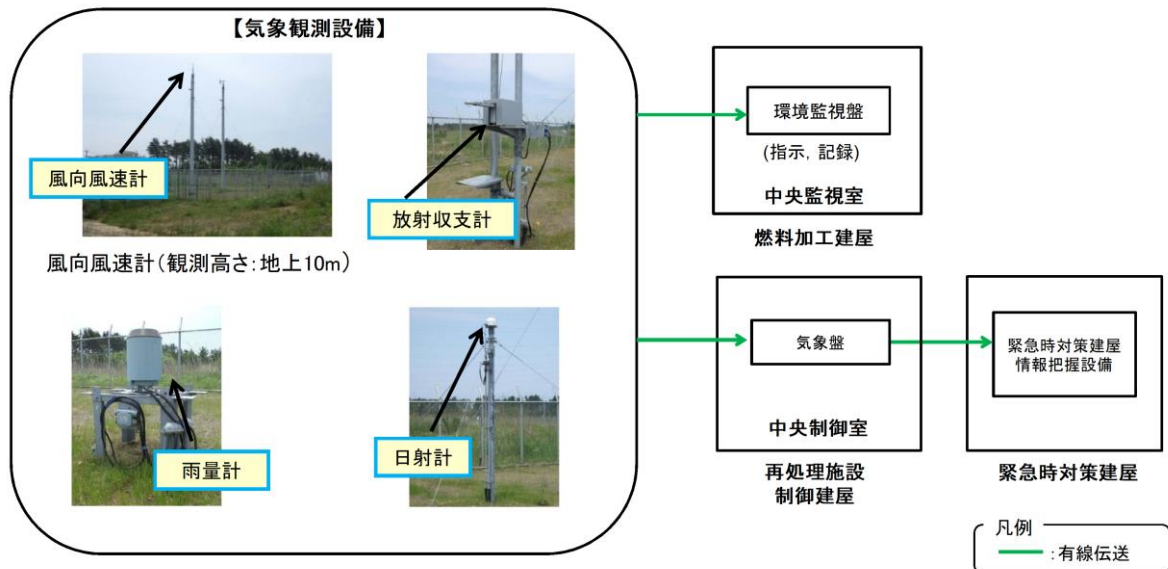 【気象観測設備】
風向風速計
放射収支計
風向風速計(観測高さ:地上10m)
雨量計
日射計
環境監視盤
(指示, 記録)
中央監視室
燃料加工建屋
気象盤
中央制御室
再処理施設
制御建屋
緊急時対策建屋
情報把握設備
緊急時対策建屋
凡例
:有線伝送